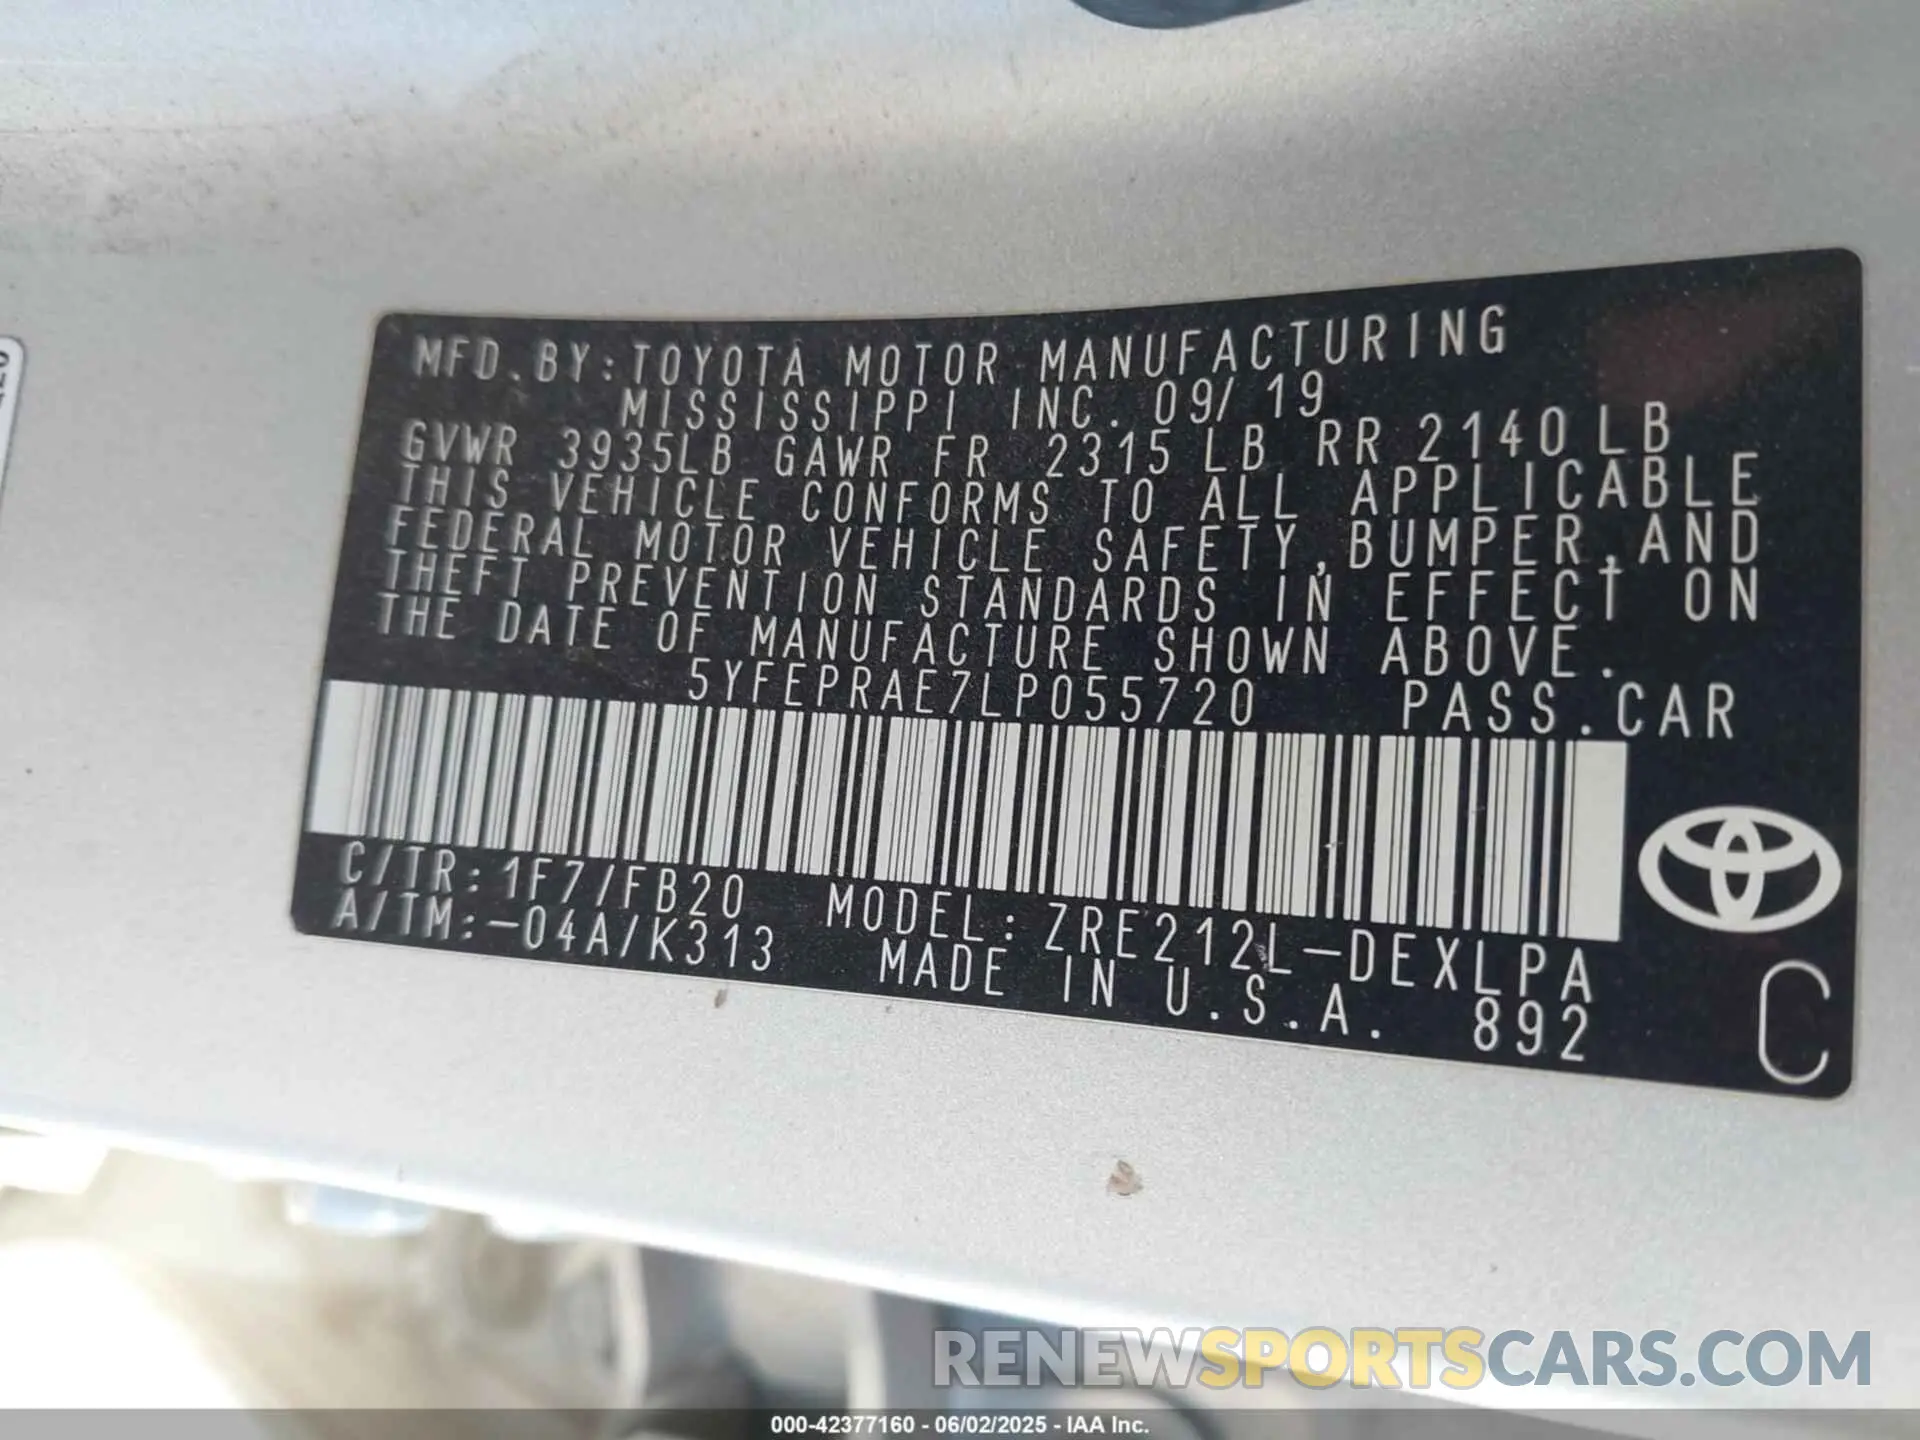 MFD.BY:TOYOTA MOTOR MANUFACTURING
MISSISSIPPI INC. 09/19
GVWR 3935LB GAWR FR 2315LB RR 2140LB
THIS VEHICLE CONFORMS TO ALL APPLICABLE
FEDERAL MOTOR VEHICLE SAFETY,BUMPER,AND
THEFT PREVENTION STANDARDS IN EFFECT ON
THE DATE OF MANUFACTURE SHOWN ABOVE.
5YFEPRAE7LP055720 PASS.CAR
C/TR:1F7/FB20 MODEL:ZRE212L-DEXLPA
A/TM:-04A/K313 MADE IN U.S.A. 892
C
RENEWSPORTSCARS.COM
000-42377160 - 06/02/2025 - IAA Inc.